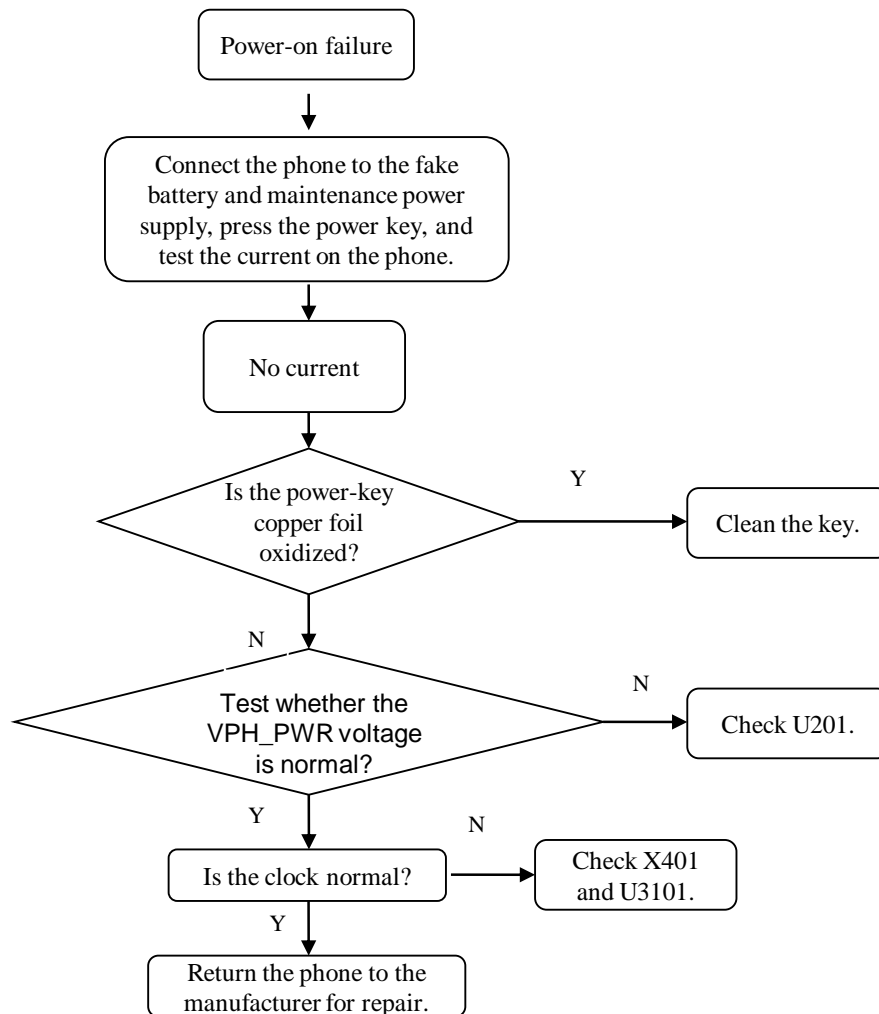 Power-on failure
Connect the phone to the fake
battery and maintenance power
supply, press the power key, and
test the current on the phone.
No current
Is the power-key
copper foil
oxidized?
Y
Clean the key.
N
Test whether the
VPH_PWR voltage
is normal?
N
Check U201.
Y
Is the clock normal?
N
Check X401
and U3101.
Y
Return the phone to the
manufacturer for repair.